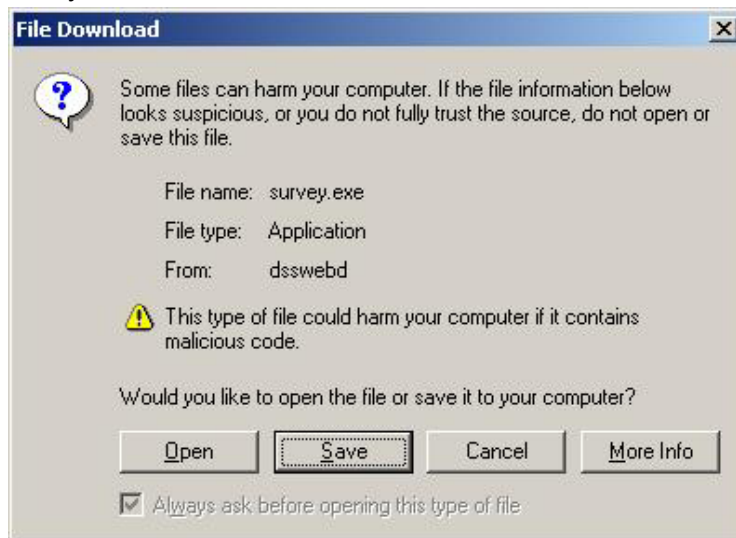 File Download
Some files can harm your computer. If the file information below
looks suspicious, or you do not fully trust the source, do not open or
save this file.
File name: survey.exe
File type: Application
From: dsswebd
This type of file could harm your computer if it contains
malicious code.
Would you like to open the file or save it to your computer?
Open Save Cancel More Info
Always ask before opening this type of file